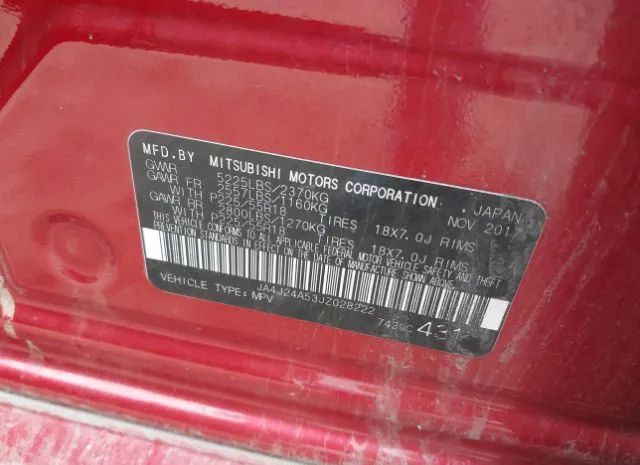 MFD.BY MITSUBISHI MOTORS CORPORATION , JAPAN
GVWR 5225LBS/2370KG NOV 201
GAWR FR 2557LBS/1160KG
WITH P225/55R18 TIRES 18X7.0J RIMS
GAWR RR 2800LBS/1270KG
WITH P225/55R18 TIRES 18X7.0J RIMS
THIS VEHICLE CONFORMS TO ALL APPLICABLE FEDERAL MOTOR VEHICLE SAFETY AND THEFT
PREVENTION STANDARDS IN EFFECT ON THE DATE OF MANUFACTURE SHOWN ABOVE.
JA4J24A53JZ028222
VEHICLE TYPE: MPV 7439C 431